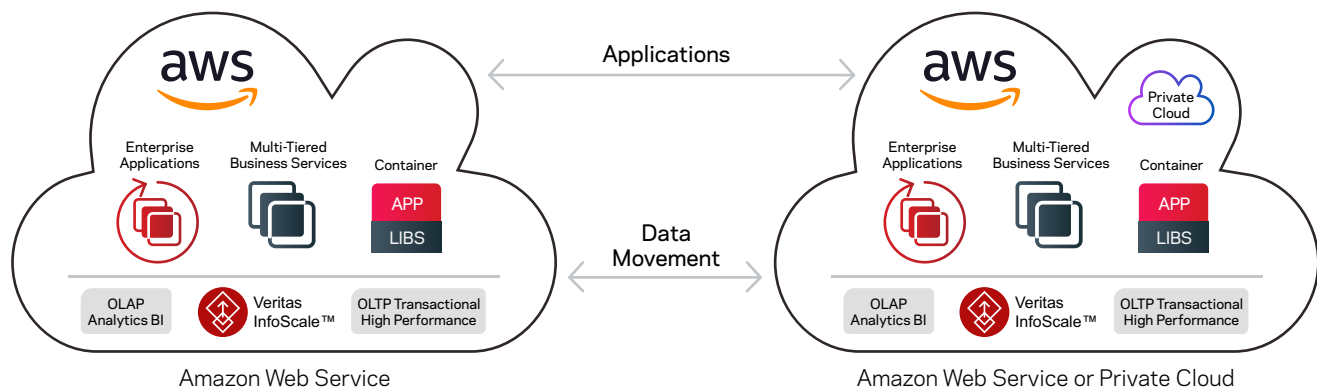 aws
Applications
aws
Private
Cloud
Enterprise
Applications
Multi-Tiered
Business Services
Container
APP
LIBS
Enterprise
Applications
Multi-Tiered
Business Services
Container
APP
LIBS
Data
Movement
OLAP
Analytics BI
Veritas
InfoScale™
OLTP Transactional
High Performance
OLAP
Analytics BI
Veritas
InfoScale™
OLTP Transactional
High Performance
Amazon Web Service
Amazon Web Service or Private Cloud